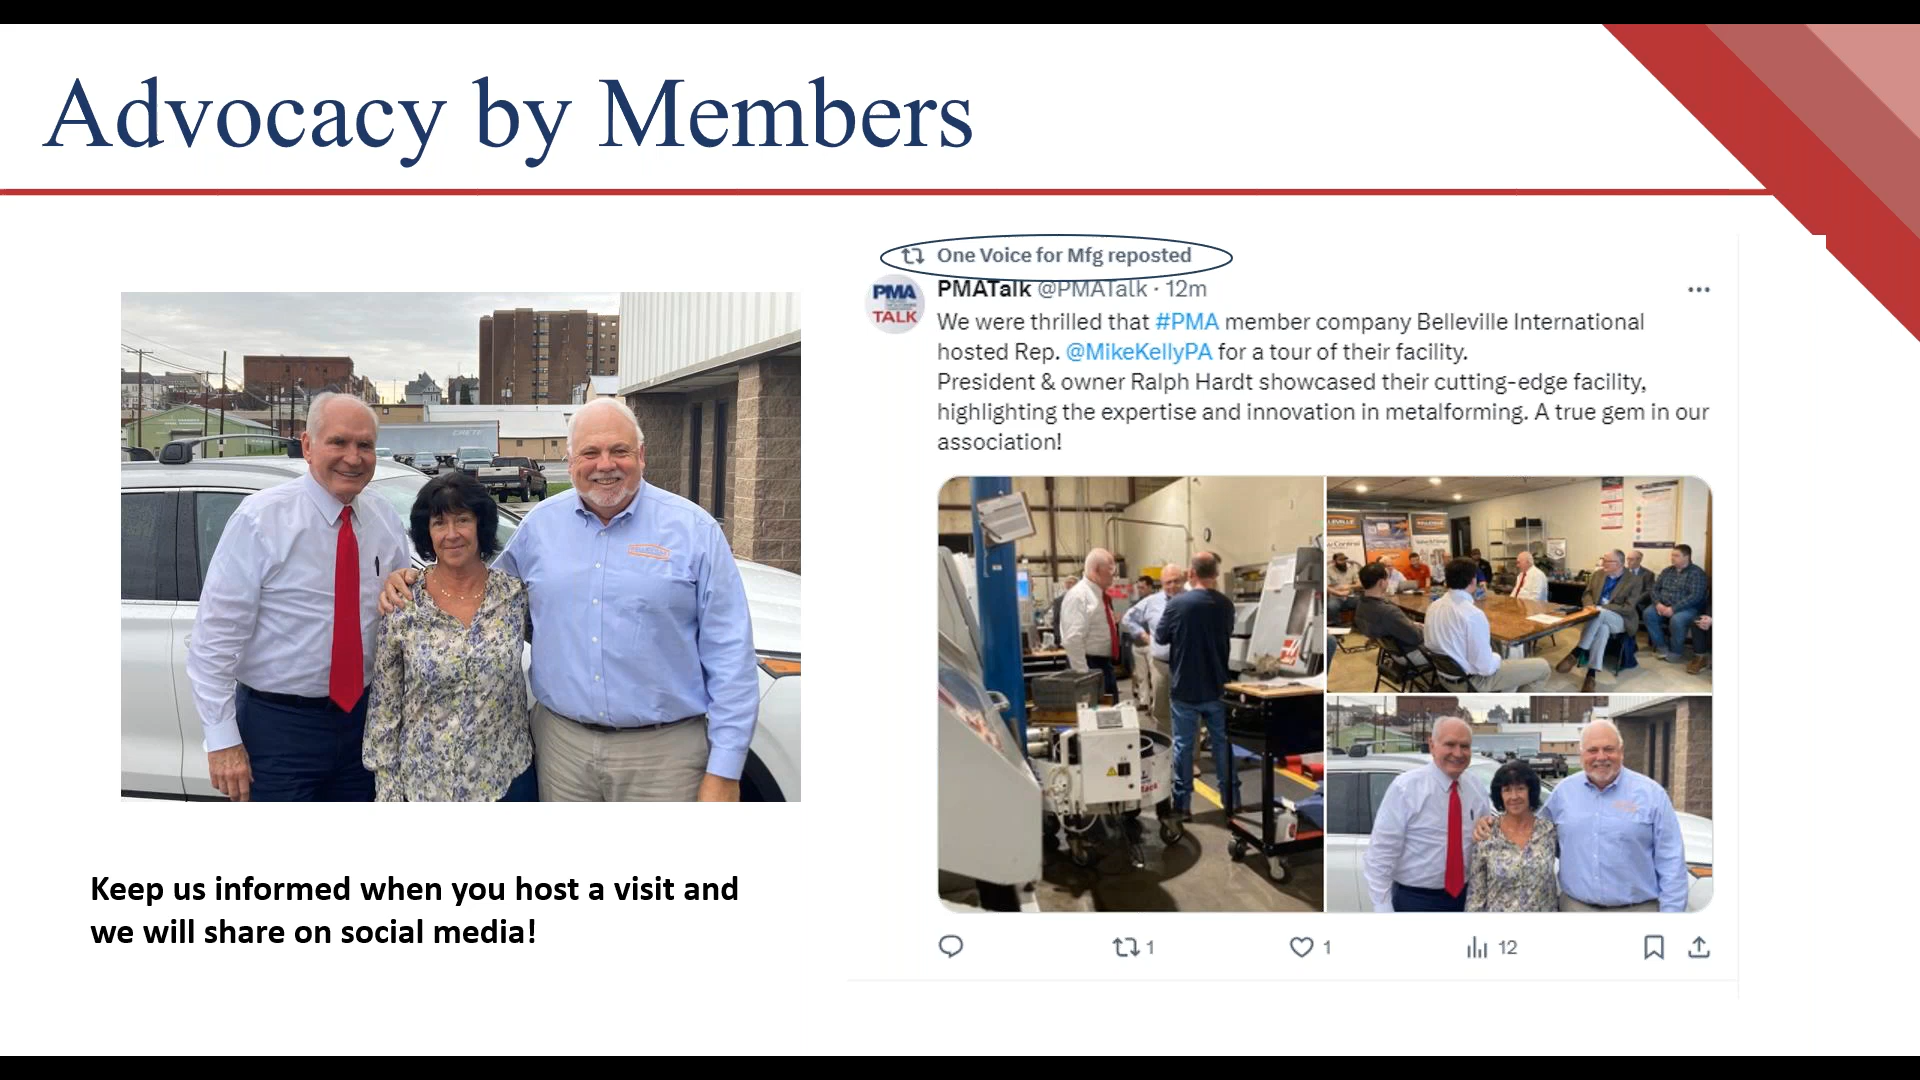 Advocacy by Members
One Voice for Mfg reposted
PMA
TALK
PMATalk @PMATalk · 12m
We were thrilled that #PMA member company Belleville International
hosted Rep. @MikeKellyPA for a tour of their facility.
President & owner Ralph Hardt showcased their cutting-edge facility,
highlighting the expertise and innovation in metalforming. A true gem in our
association!
CRETE
1
1
12
Keep us informed when you host a visit and
we will share on social media!